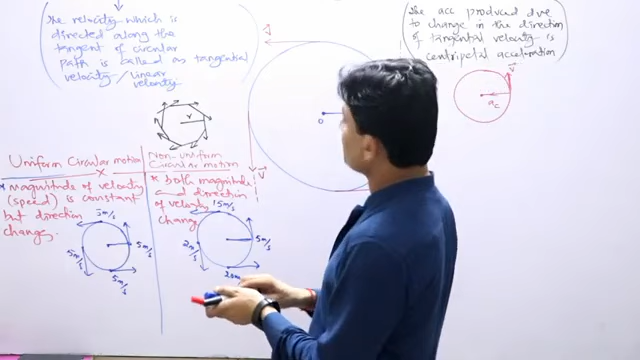 The velocity which is
directed along the
tangent of circular
path is called as tangential
velocity / linear
velocity
V
The acc produced due
to change in the direction
of tangential velocity is
centripetal acceleration
V
ac
r
O
V
Uniform Circular motion
* magnitude of velocity
(speed) is constant
but direction
changes.
5m/s
5m/s
5m/s
5m/s
Non-uniform
Circular motion
* both magnitude
direction
of velocity
change
15m/s
2m/s
5m/s